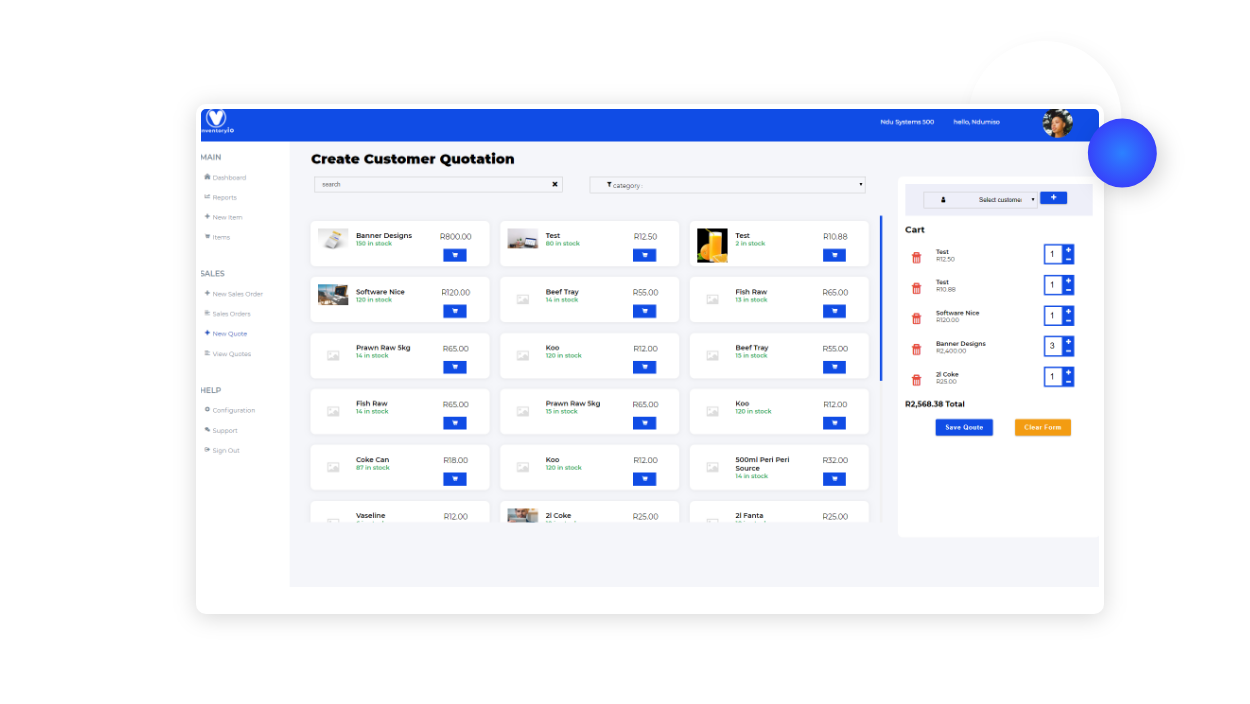 nventoryio
Ndu Systems 500
hello, Ndumiso
MAIN
Dashboard
Reports
New Item
Items
SALES
New Sales Order
Sales Orders
New Quote
View Quotes
HELP
Configuration
Support
Sign Out
Create Customer Quotation
search
category
Banner Designs R800.00
150 in stock
Test R12.50
80 in stock
Test R10.88
2 in stock
Software Nice R120.00
120 in stock
Beef Tray R55.00
14 in stock
Fish Raw R65.00
13 in stock
Prawn Raw 5kg R65.00
14 in stock
Koo R12.00
120 in stock
Beef Tray R55.00
15 in stock
Fish Raw R65.00
14 in stock
Prawn Raw 5kg R65.00
15 in stock
Koo R12.00
120 in stock
Coke Can R18.00
87 in stock
Koo R12.00
120 in stock
500ml Peri Peri R32.00
Source
14 in stock
Vaseline R12.00
2l Coke R25.00
2l Fanta R25.00
Select custome
+
Cart
Test
R12.50
1
Test
R10.88
1
Software Nice
R120.00
1
Banner Designs
R2,400.00
3
2l Coke
R25.00
1
R2,568.38 Total
Save Qoute
Clear Form